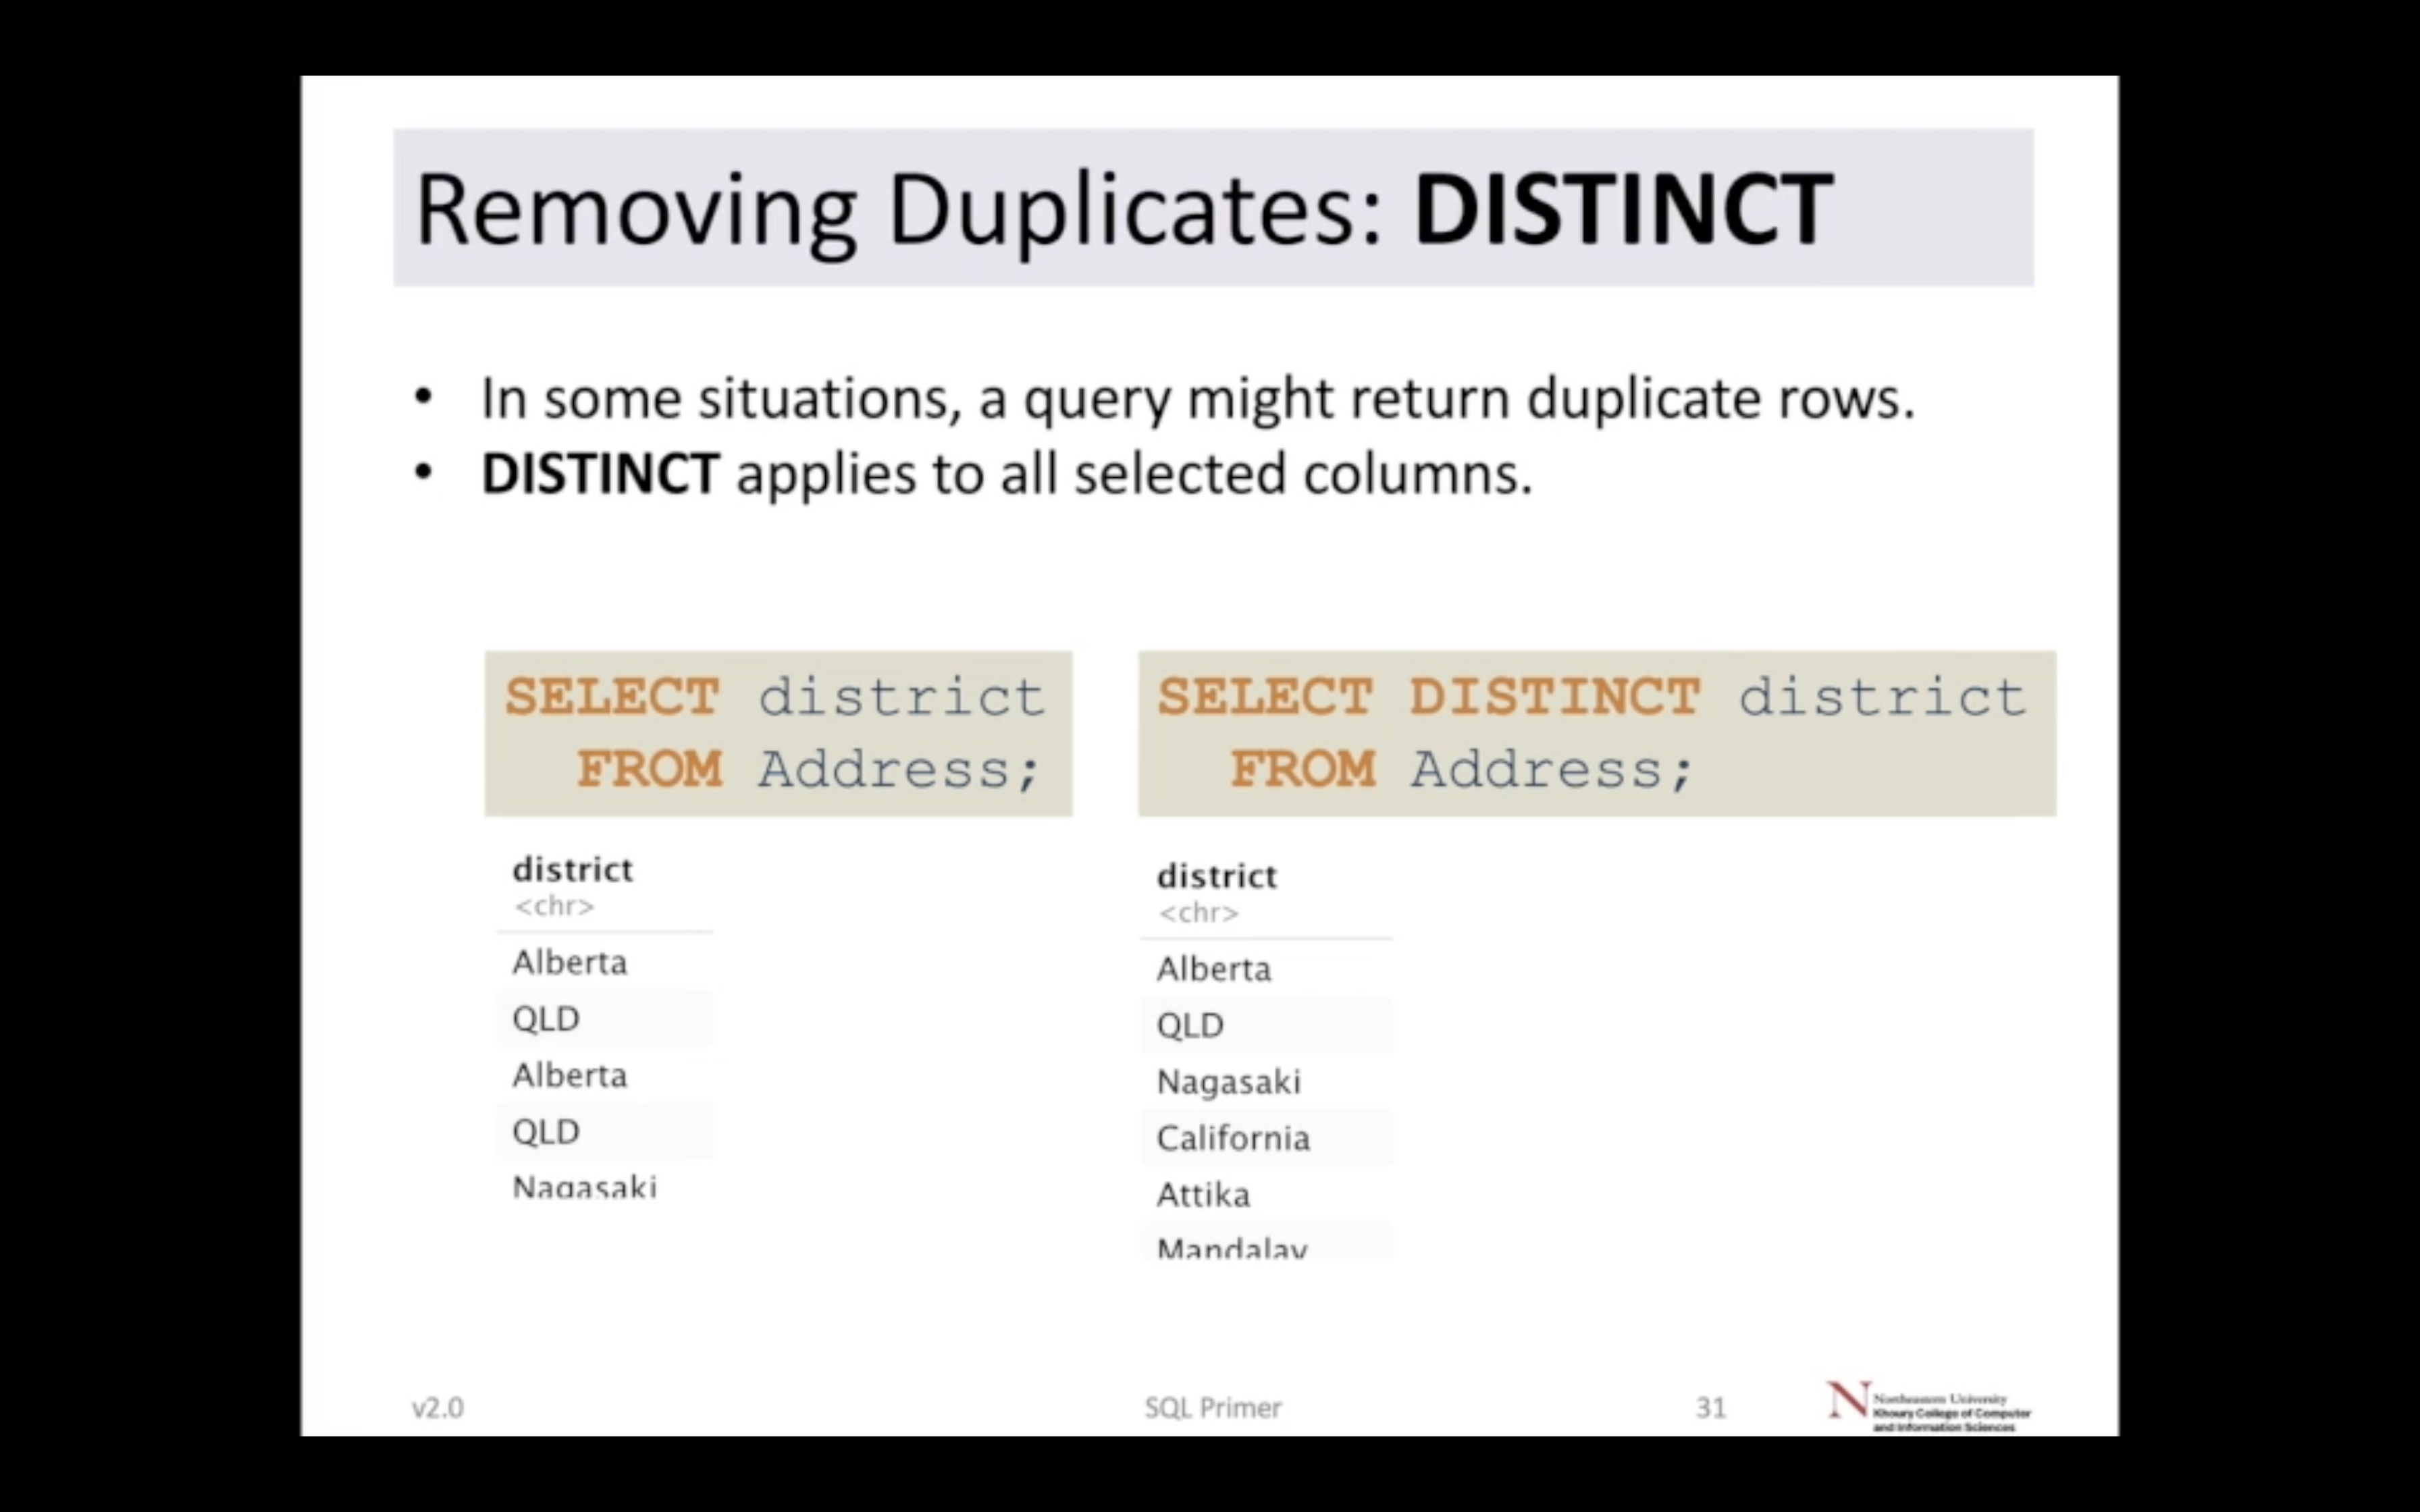 Removing Duplicates: DISTINCT
• In some situations, a query might return duplicate rows.
• DISTINCT applies to all selected columns.
SELECT district
FROM Address;
SELECT DISTINCT district
FROM Address;
district
<chr>
Alberta
QLD
Alberta
QLD
Nagasaki
district
<chr>
Alberta
QLD
Nagasaki
California
Attika
Mandalay
v2.0
SQL Primer
31
Northeastern University
Khoury College of Computer
and Information Sciences